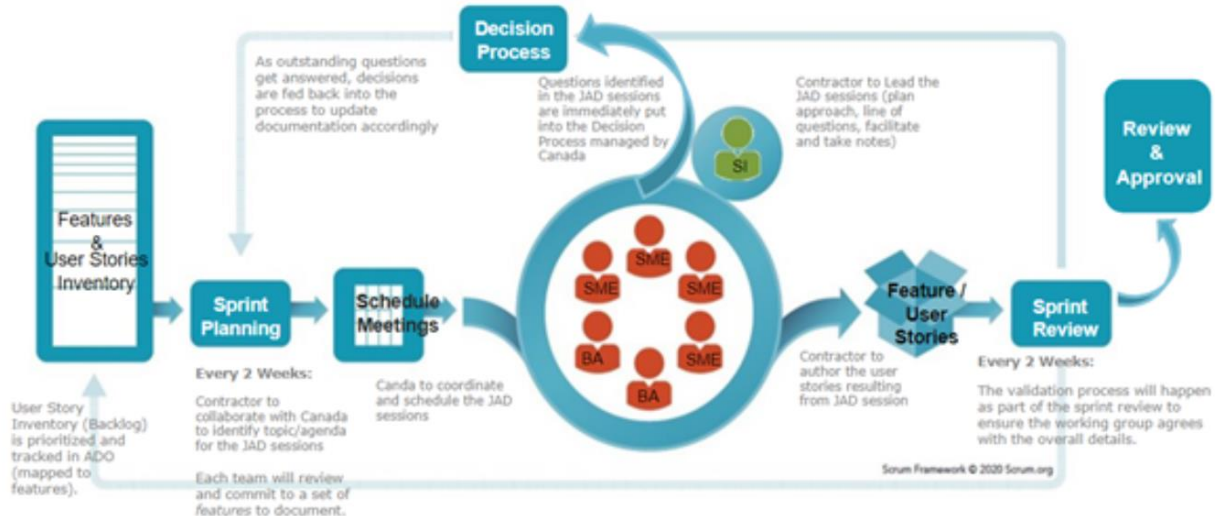 Decision
Process
As outstanding questions
get answered, decisions
are fed back into the
process to update
documentation accordingly
Questions identified
in the JAD sessions
are immediately put
into the Decision
Process managed by
Canada
Contractor to Lead the
JAD sessions (plan
approach, line of
questions, facilitate
and take notes)
SI
Review
&
Approval
Features
&
User Stories
Inventory
Sprint
Planning
Schedule
Meetings
SME
SME
SME
BA
SME
BA
Feature /
User
Stories
Sprint
Review
User Story
Inventory (Backlog)
is prioritized and
tracked in ADO
(mapped to
features).
Every 2 Weeks:
Contractor to
collaborate with Canada
to identify topic/agenda
for the JAD sessions
Each team will review
and commit to a set of
features to document.
Canda to coordinate
and schedule the JAD
sessions
Contractor to
author the user
stories resulting
from JAD session
Every 2 Weeks:
The validation process will happen
as part of the sprint review to
ensure the working group agrees
with the overall details.
Scrum Framework © 2020 Scrum.org